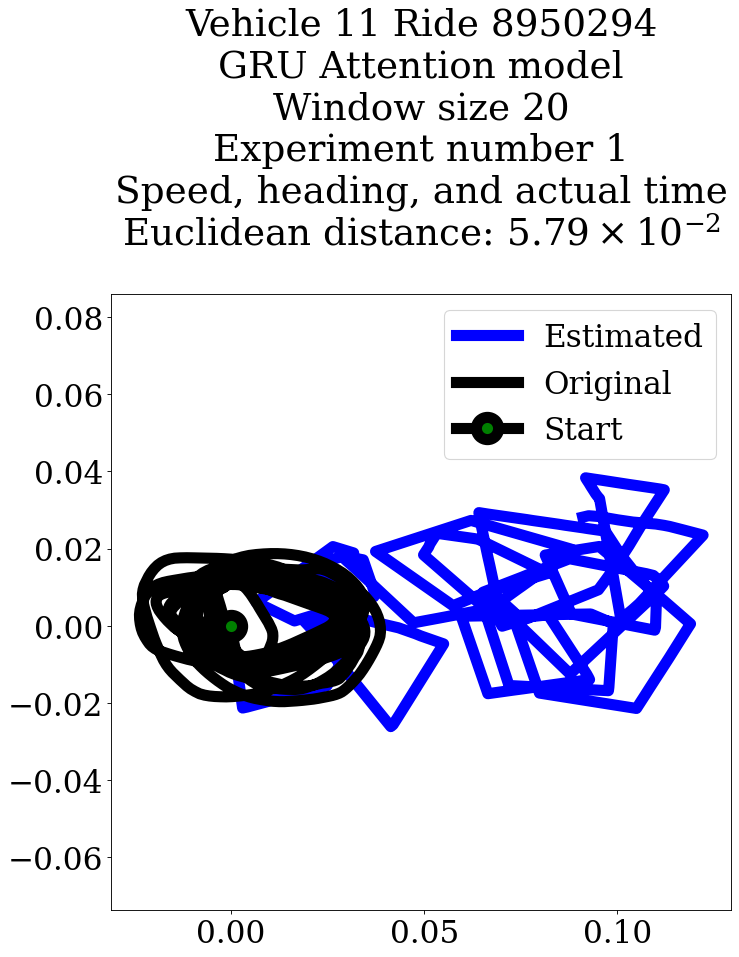 Vehicle 11 Ride 8950294
GRU Attention model
Window size 20
Experiment number 1
Speed, heading, and actual time
Euclidean distance: 5.79 × 10⁻²
Estimated
Original
Start
0.08
0.06
0.04
0.02
0.00
−0.02
−0.04
−0.06
0.00 0.05 0.10